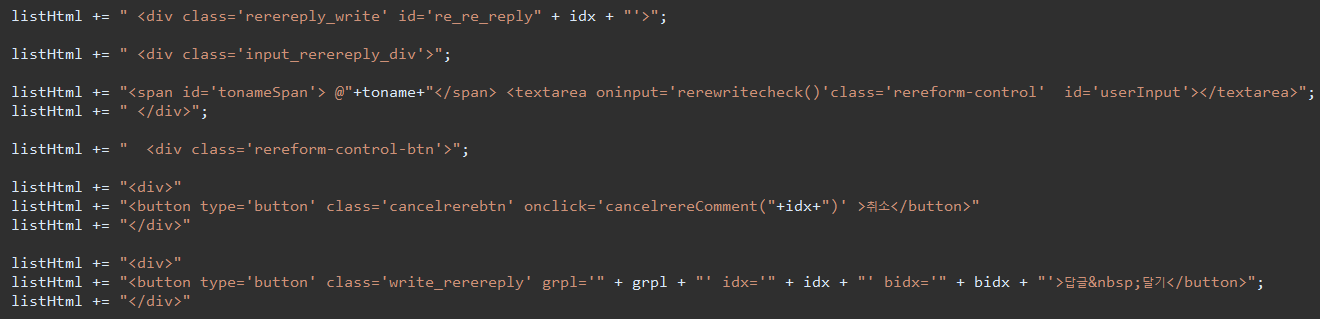 listHtml += " <div class='rerereply_write' id='re_re_reply" + idx + "'>";
listHtml += " <div class='input_rerereply_div'>";
listHtml += "<span id='tonameSpan'> @"+toname+"</span> <textarea oninput='rerewritecheck()'class='rereform-control'  id='userInput'></textarea>";
listHtml += " </div>";
listHtml += "  <div class='rereform-control-btn'>";
listHtml += "<div>"
listHtml += "<button type='button' class='cancelrerebtn' onclick='cancelrereComment("+idx+")' >취소</button>"
listHtml += "</div>"
listHtml += "<div>"
listHtml += "<button type='button' class='write_rerereply' grpl='" + grpl + "' idx='" + idx + "' bidx='" + bidx + "'>답글&nbsp;달기</button>";
listHtml += "</div>"